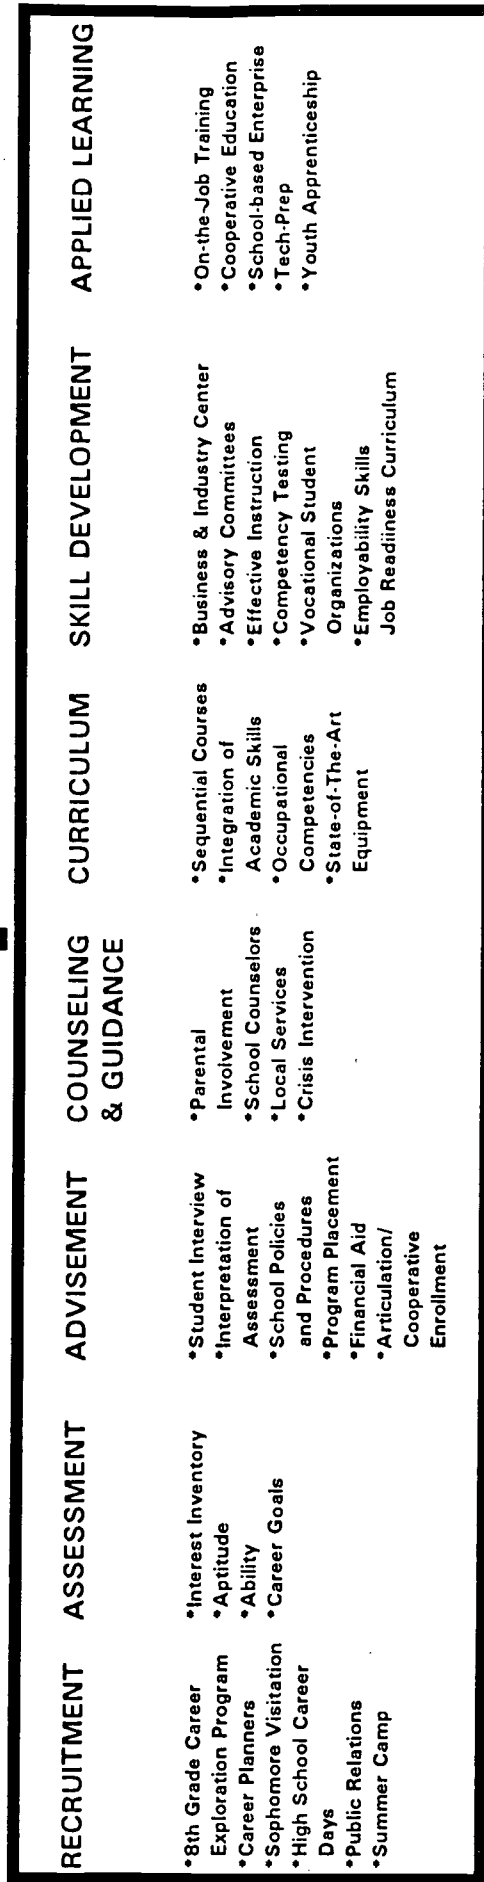 RECRUITMENT
*8th Grade Career
Exploration Program
*Career Planners
*Sophomore Visitation
*High School Career
Days
*Public Relations
*Summer Camp
ASSESSMENT
*Interest Inventory
*Aptitude
*Ability
*Career Goals
ADVISEMENT
*Student Interview
*Interpretation of
Assessment
*School Policies
and Procedures
*Program Placement
*Financial Aid
*Articulation/
Cooperative
Enrollment
COUNSELING
& GUIDANCE
*Parental
Involvement
*School Counselors
*Local Services
*Crisis Intervention
CURRICULUM
*Sequential Courses
*Integration of
Academic Skills
*Occupational
Competencies
*State-of-The-Art
Equipment
SKILL DEVELOPMENT
*Business & Industry Center
*Advisory Committees
*Effective Instruction
*Competency Testing
*Vocational Student
Organizations
*Employability Skills
Job Readiiness Curriculum
APPLIED LEARNING
*On-the-Job Training
*Cooperative Education
*School-based Enterprise
*Tech-Prep
*Youth Apprenticeship